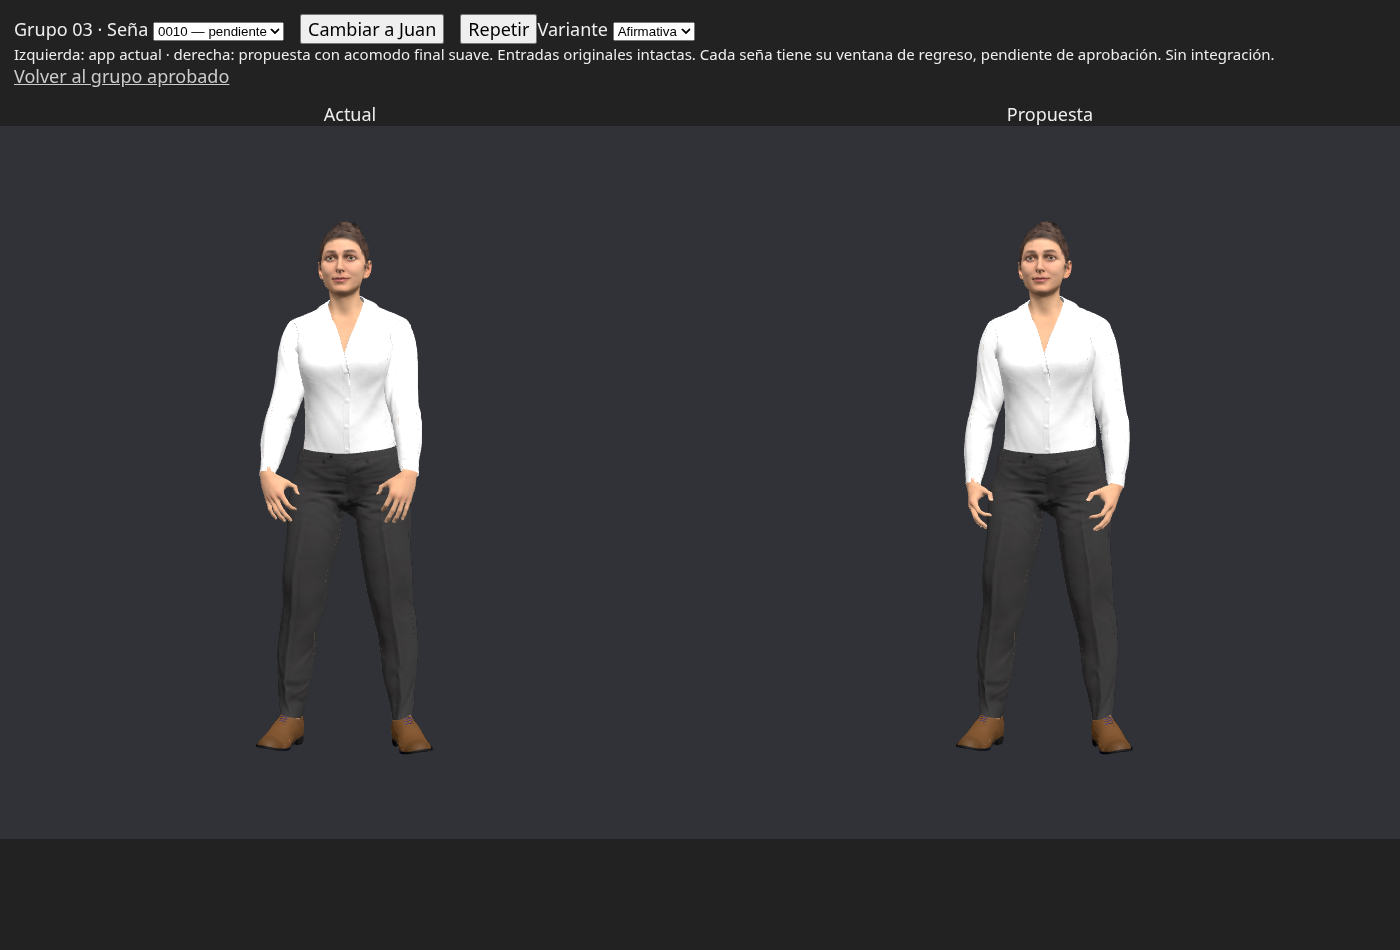 Grupo 03 · Seña 0010 — pendiente Cambiar a Juan Repetir Variante Afirmativa
Izquierda: app actual · derecha: propuesta con acomodo final suave. Entradas originales intactas. Cada seña tiene su ventana de regreso, pendiente de aprobación. Sin integración.
Volver al grupo aprobado
Actual Propuesta